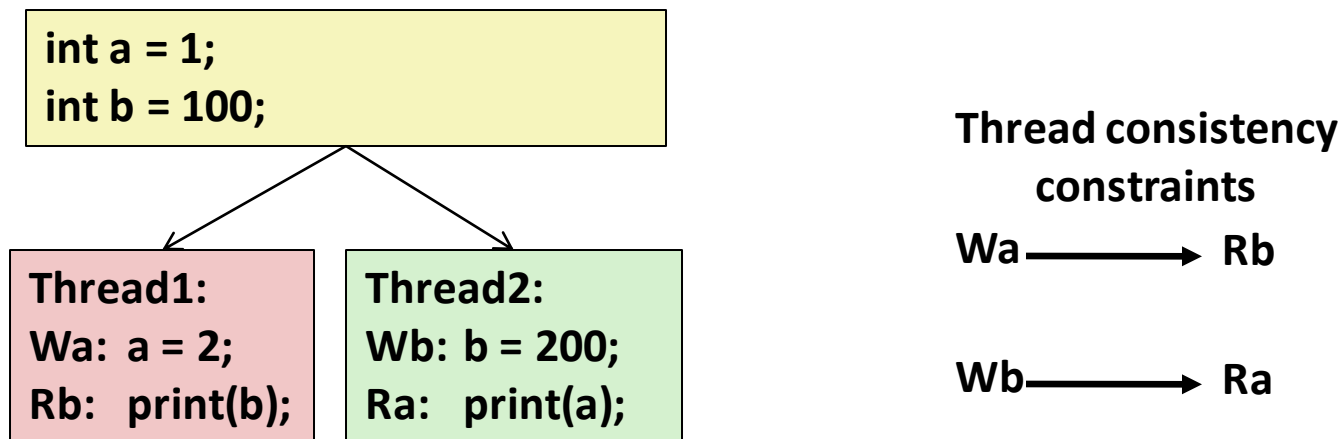 int a = 1;
int b = 100;
Thread consistency
constraints
Wa Rb
Wb Ra
Thread1:
Wa: a = 2;
Rb: print(b);
Thread2:
Wb: b = 200;
Ra: print(a);